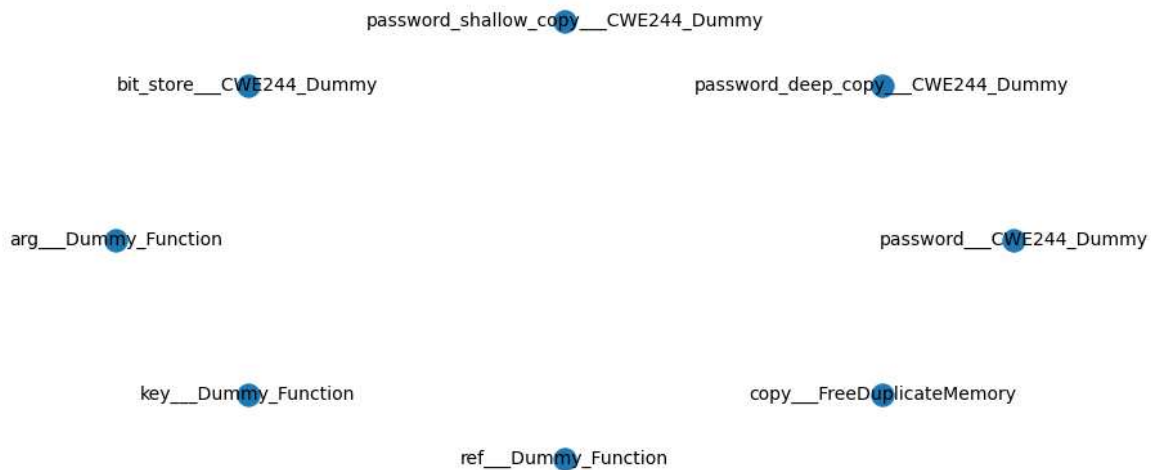 password_shallow_copy___CWE244_Dummy
bit_store___CWE244_Dummy
password_deep_copy___CWE244_Dummy
arg___Dummy_Function
password___CWE244_Dummy
key___Dummy_Function
copy___FreeDuplicateMemory
ref___Dummy_Function